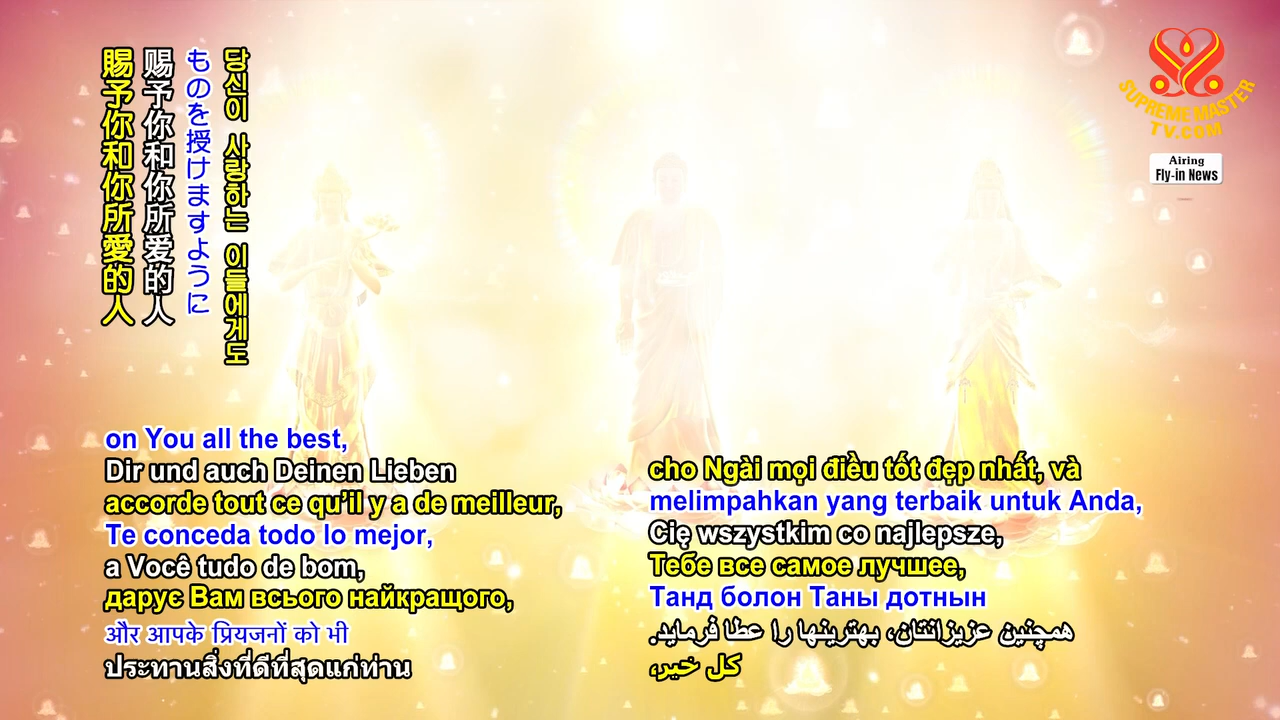 賜予你和你所愛的人
赐予你和你所爱的人
ものを授けますように
당신이 사랑하는 이들에게도
SUPREME MASTER
TV.COM
Airing
Fly-in News
on You all the best,
Dir und auch Deinen Lieben
accorde tout ce qu’il y a de meilleur,
Te conceda todo lo mejor,
a Você tudo de bom,
дарує Вам всього найкращого,
और आपके प्रियजनों को भी
ประทานสิ่งที่ดีที่สุดแก่ท่าน
cho Ngài mọi điều tốt đẹp nhất, và
melimpahkan yang terbaik untuk Anda,
Cię wszystkim co najlepsze,
Тебе все самое лучшее,
Танд болон Таны дотнын
همچنین عزیزانتان، بهترینها را عطا فرماید.
كل خير،